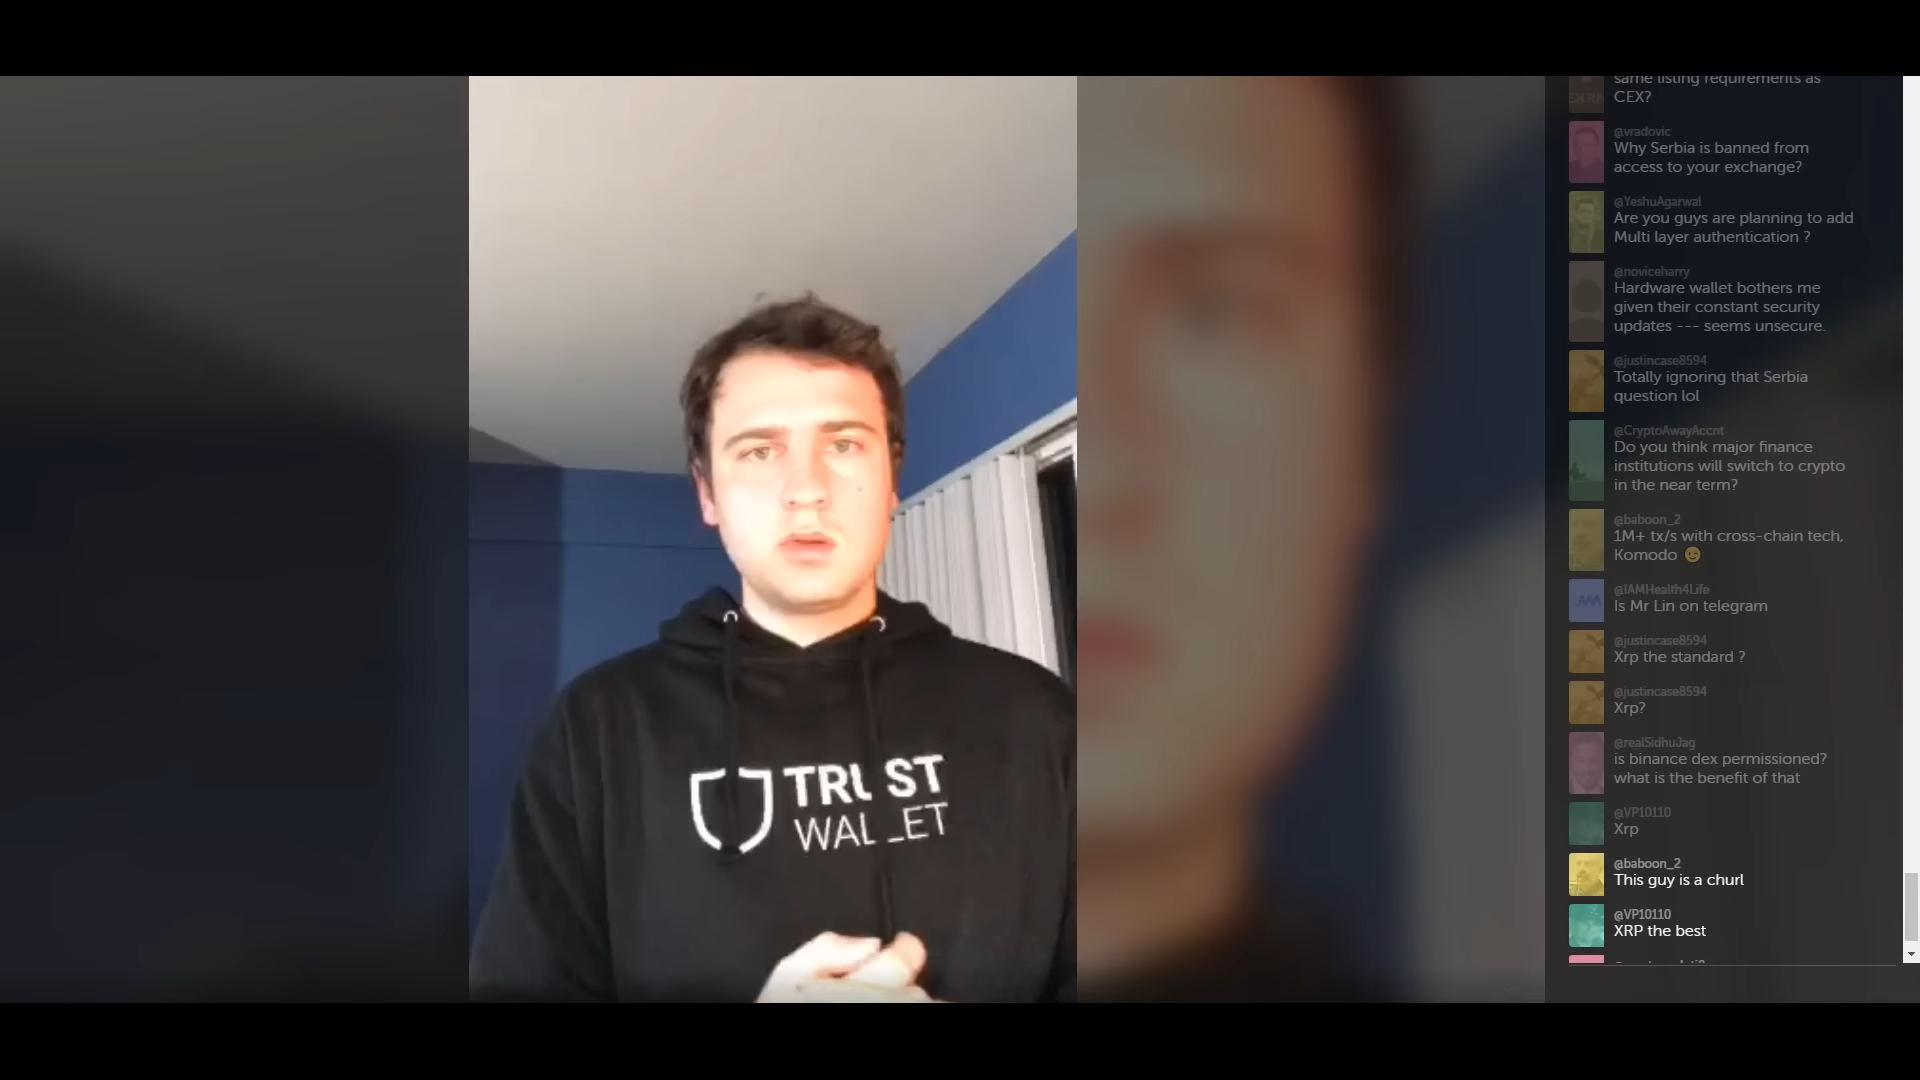 same listing requirements as
CEX?
@vradovic
Why Serbia is banned from
access to your exchange?
@YeshuAgarwal
Are you guys are planning to add
Multi layer authentication ?
@noviceharry
Hardware wallet bothers me
given their constant security
updates --- seems unsecure.
@justincase8594
Totally ignoring that Serbia
question lol
@CryptoAwayAccnt
Do you think major finance
institutions will switch to crypto
in the near term?
@baboon_2
1M+ tx/s with cross-chain tech,
Komodo 😉
@IAMHealth4Life
Is Mr Lin on telegram
@justincase8594
Xrp the standard ?
@justincase8594
Xrp?
@realSidhuJag
is binance dex permissioned?
what is the benefit of that
@VP10110
Xrp
@baboon_2
This guy is a churl
@VP10110
XRP the best
TRUST
WALLET